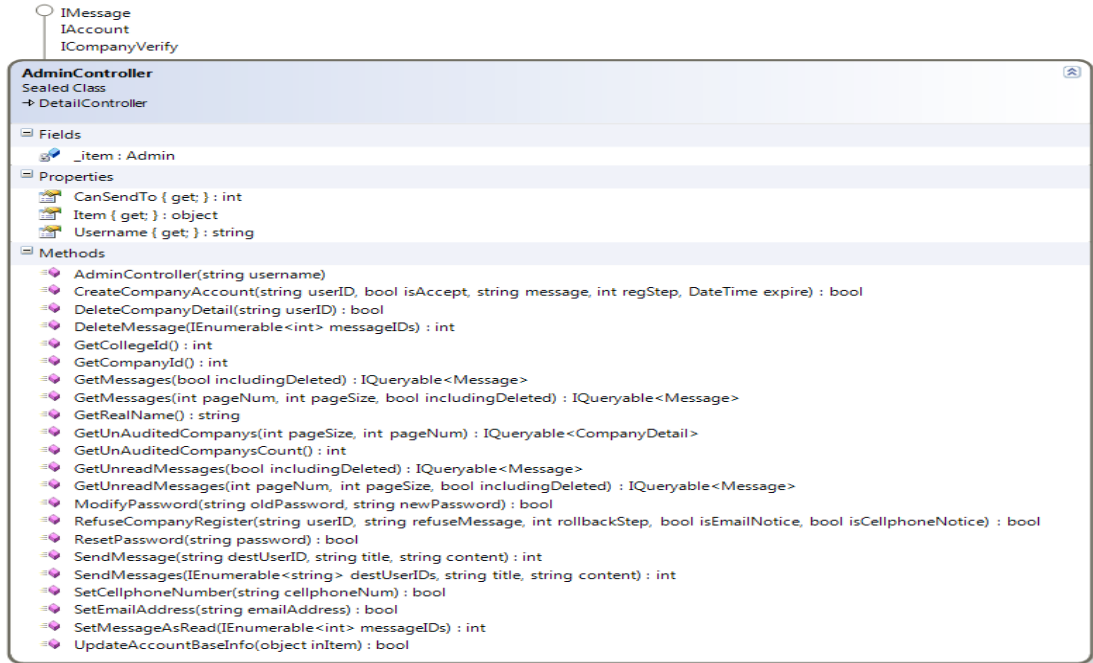 IMessage
IAccount
ICompanyVerify
AdminController
Sealed Class
→ DetailController
Fields
_item : Admin
Properties
CanSendTo { get; } : int
Item { get; } : object
Username { get; } : string
Methods
AdminController(string username)
CreateCompanyAccount(string userID, bool isAccept, string message, int regStep, DateTime expire) : bool
DeleteCompanyDetail(string userID) : bool
DeleteMessage(IEnumerable<int> messageIDs) : int
GetCollegeId() : int
GetCompanyId() : int
GetMessages(bool includingDeleted) : IQueryable<Message>
GetMessages(int pageNum, int pageSize, bool includingDeleted) : IQueryable<Message>
GetRealName() : string
GetUnAuditedCompanys(int pageSize, int pageNum) : IQueryable<CompanyDetail>
GetUnAuditedCompanysCount() : int
GetUnreadMessages(bool includingDeleted) : IQueryable<Message>
GetUnreadMessages(int pageNum, int pageSize, bool includingDeleted) : IQueryable<Message>
ModifyPassword(string oldPassword, string newPassword) : bool
RefuseCompanyRegister(string userID, string refuseMessage, int rollbackStep, bool isEmailNotice, bool isCellphoneNotice) : bool
ResetPassword(string password) : bool
SendMessage(string destUserID, string title, string content) : int
SendMessages(IEnumerable<string> destUserIDs, string title, string content) : int
SetCellphoneNumber(string cellphoneNum) : bool
SetEmailAddress(string emailAddress) : bool
SetMessageAsRead(IEnumerable<int> messageIDs) : int
UpdateAccountBaseInfo(object inItem) : bool